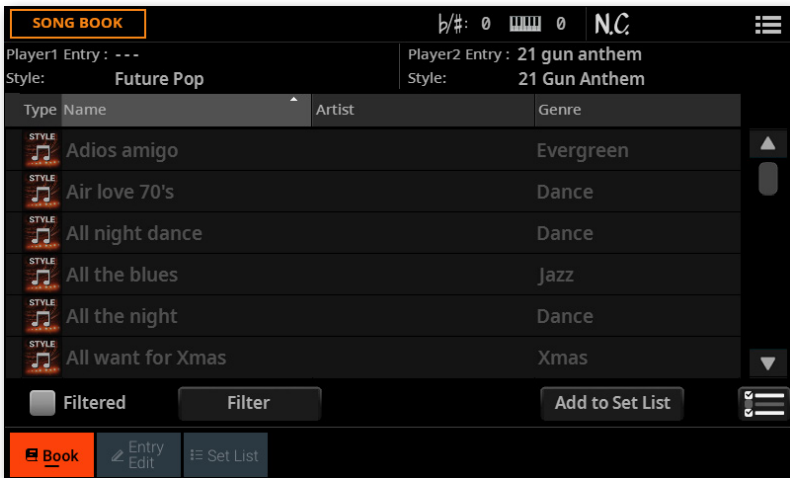 SONG BOOK ♭/#: 0 0 N.C.
Player1 Entry : --- Player2 Entry : 21 gun anthem
Style: Future Pop Style: 21 Gun Anthem
Type Name Artist Genre
STYLE Adios amigo Evergreen
STYLE Air love 70's Dance
STYLE All night dance Dance
STYLE All the blues Jazz
STYLE All the night Dance
STYLE All want for Xmas Xmas
Filtered Filter Add to Set List
Book Entry Edit Set List